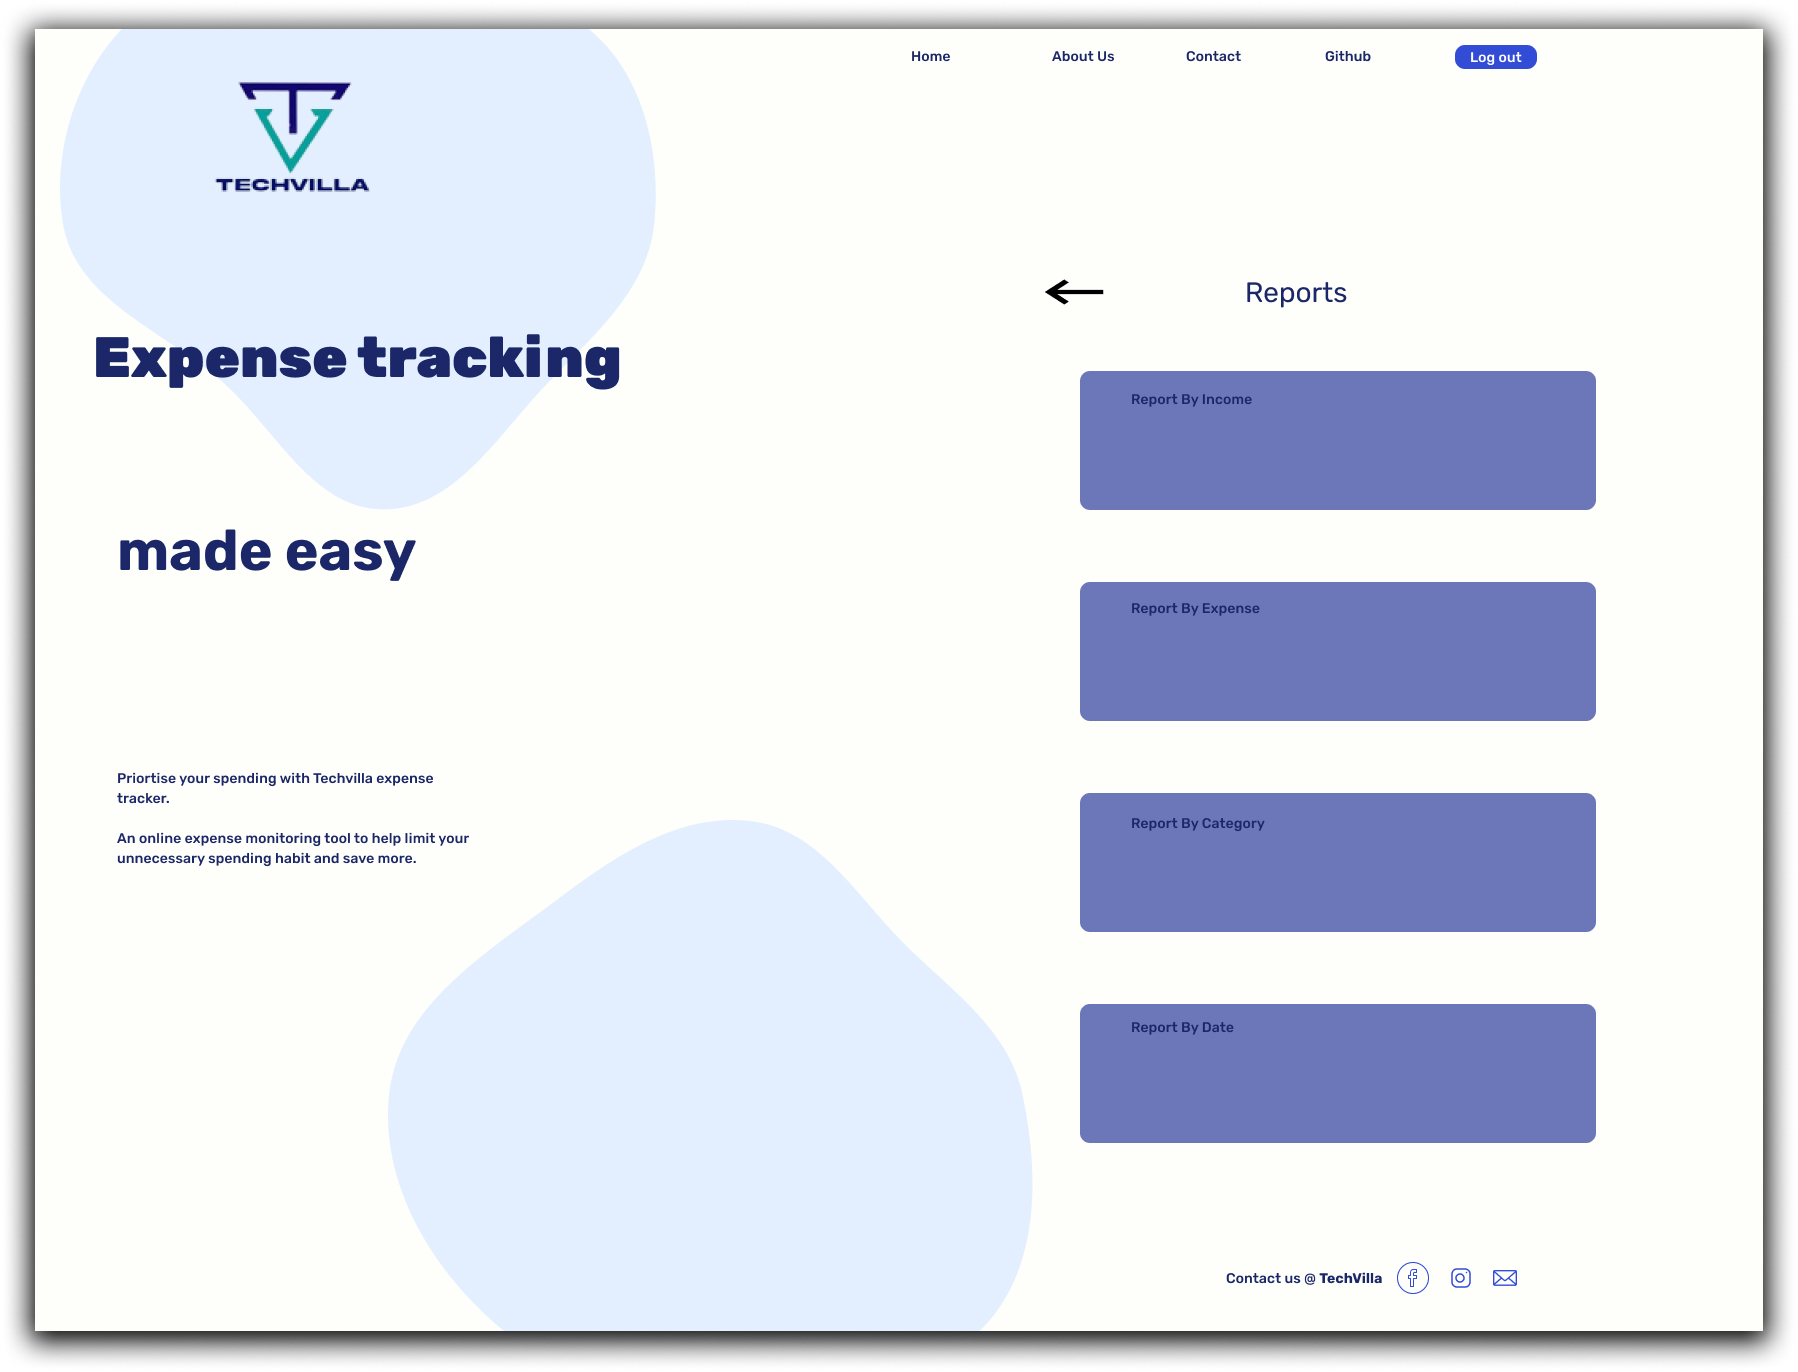 Home
About Us
Contact
Github
Log out
TECHVILLA
Expense tracking
made easy
Priortise your spending with Techvilla expense
tracker.
An online expense monitoring tool to help limit your
unnecessary spending habit and save more.
Reports
Report By Income
Report By Expense
Report By Category
Report By Date
Contact us @ TechVilla